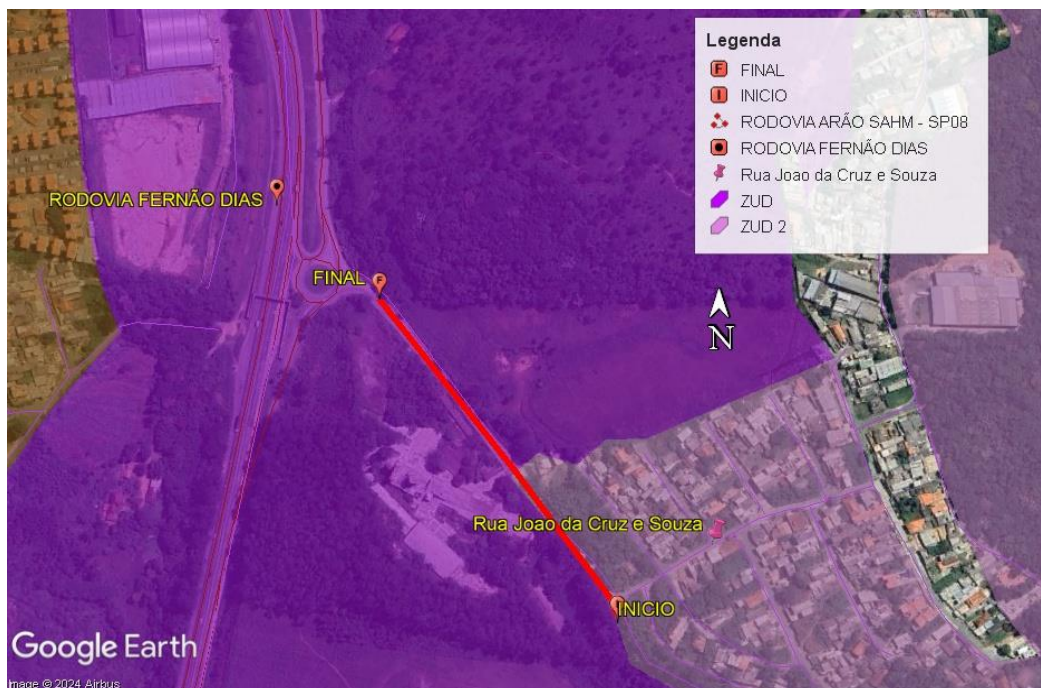 Legenda
FINAL
INICIO
RODOVIA ARÃO SAHM - SP08
RODOVIA FERNÃO DIAS
Rua Joao da Cruz e Souza
ZUD
ZUD 2
RODOVIA FERNÃO DIAS
FINAL
N
Rua Joao da Cruz e Souza
INICIO
Google Earth
Image © 2024 Airbus